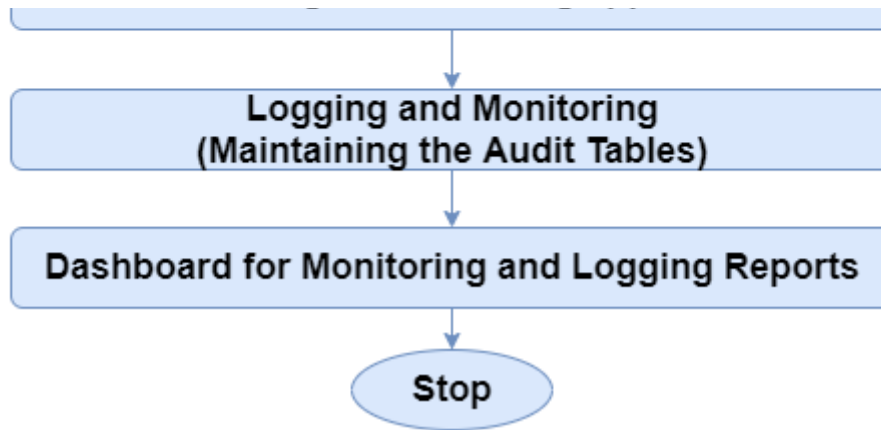 Logging and Monitoring
(Maintaining the Audit Tables)
Dashboard for Monitoring and Logging Reports
Stop